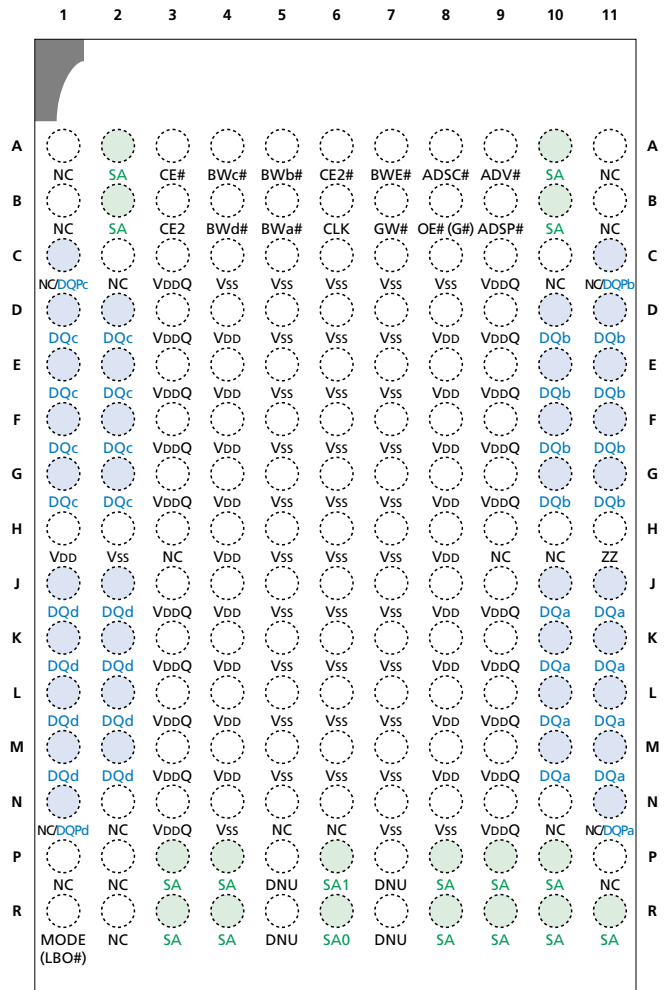 1 2 3 4 5 6 7 8 9 10 11
A A
NC SA CE# BWc# BWb# CE2# BWE# ADSC# ADV# SA NC
B B
NC SA CE2 BWd# BWa# CLK GW# OE# (G#) ADSP# SA NC
C C
NC/DQPc NC VDDQ VSS VSS VSS VSS VSS VDDQ NC NC/DQPb
D D
DQc DQc VDDQ VDD VSS VSS VSS VDD VDDQ DQb DQb
E E
DQc DQc VDDQ VDD VSS VSS VSS VDD VDDQ DQb DQb
F F
DQc DQc VDDQ VDD VSS VSS VSS VDD VDDQ DQb DQb
G G
DQc DQc VDDQ VDD VSS VSS VSS VDD VDDQ DQb DQb
H H
VDD VSS NC VDD VSS VSS VSS VDD NC NC ZZ
J J
DQd DQd VDDQ VDD VSS VSS VSS VDD VDDQ DQa DQa
K K
DQd DQd VDDQ VDD VSS VSS VSS VDD VDDQ DQa DQa
L L
DQd DQd VDDQ VDD VSS VSS VSS VDD VDDQ DQa DQa
M M
DQd DQd VDDQ VDD VSS VSS VSS VDD VDDQ DQa DQa
N N
NC/DQPd NC VDDQ VSS NC NC VSS VSS VDDQ NC NC/DQPa
P P
NC NC SA SA DNU SA1 DNU SA SA SA NC
R R
MODE NC SA SA DNU SA0 DNU SA SA SA SA
(LBO#)